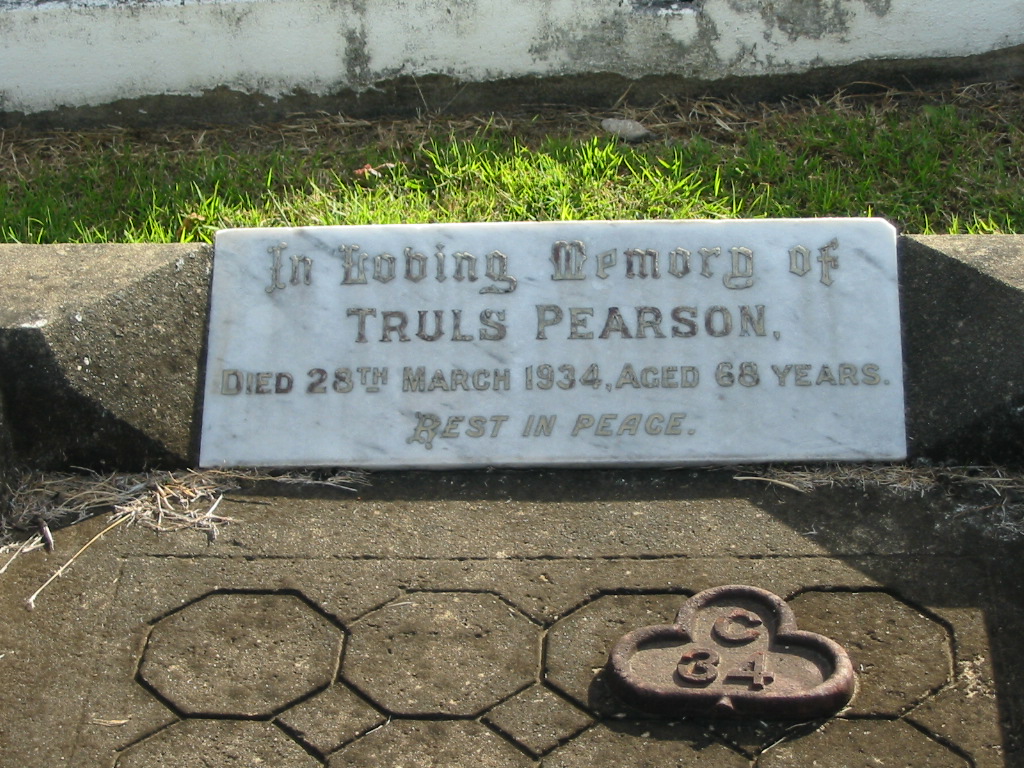 In Loving Memory of
TRULS PEARSON,
DIED 28TH MARCH 1934, AGED 68 YEARS.
REST IN PEACE.
C
34